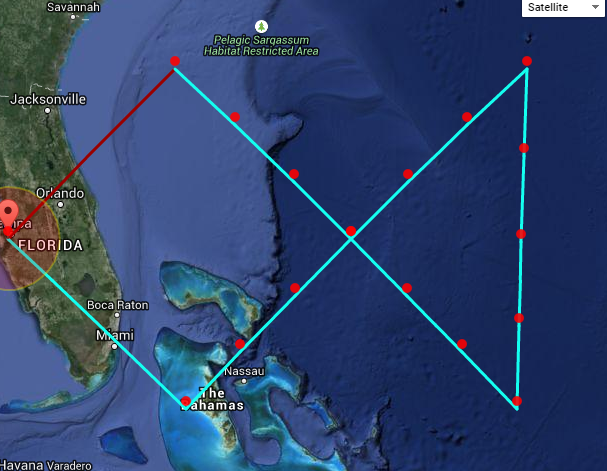 Savannah
Satellite
Pelagic Sargassum
Habitat Restricted Area
Jacksonville
Orlando
FLORIDA
Boca Raton
Miami
Nassau
The
Bahamas
Havana Varadero